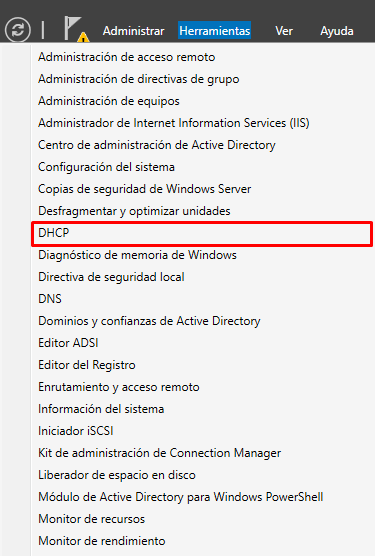 Administrar Herramientas Ver Ayuda
Administración de acceso remoto
Administración de directivas de grupo
Administración de equipos
Administrador de Internet Information Services (IIS)
Centro de administración de Active Directory
Configuración del sistema
Copias de seguridad de Windows Server
Desfragmentar y optimizar unidades
DHCP
Diagnóstico de memoria de Windows
Directiva de seguridad local
DNS
Dominios y confianzas de Active Directory
Editor ADSI
Editor del Registro
Enrutamiento y acceso remoto
Información del sistema
Iniciador iSCSI
Kit de administración de Connection Manager
Liberador de espacio en disco
Módulo de Active Directory para Windows PowerShell
Monitor de recursos
Monitor de rendimiento